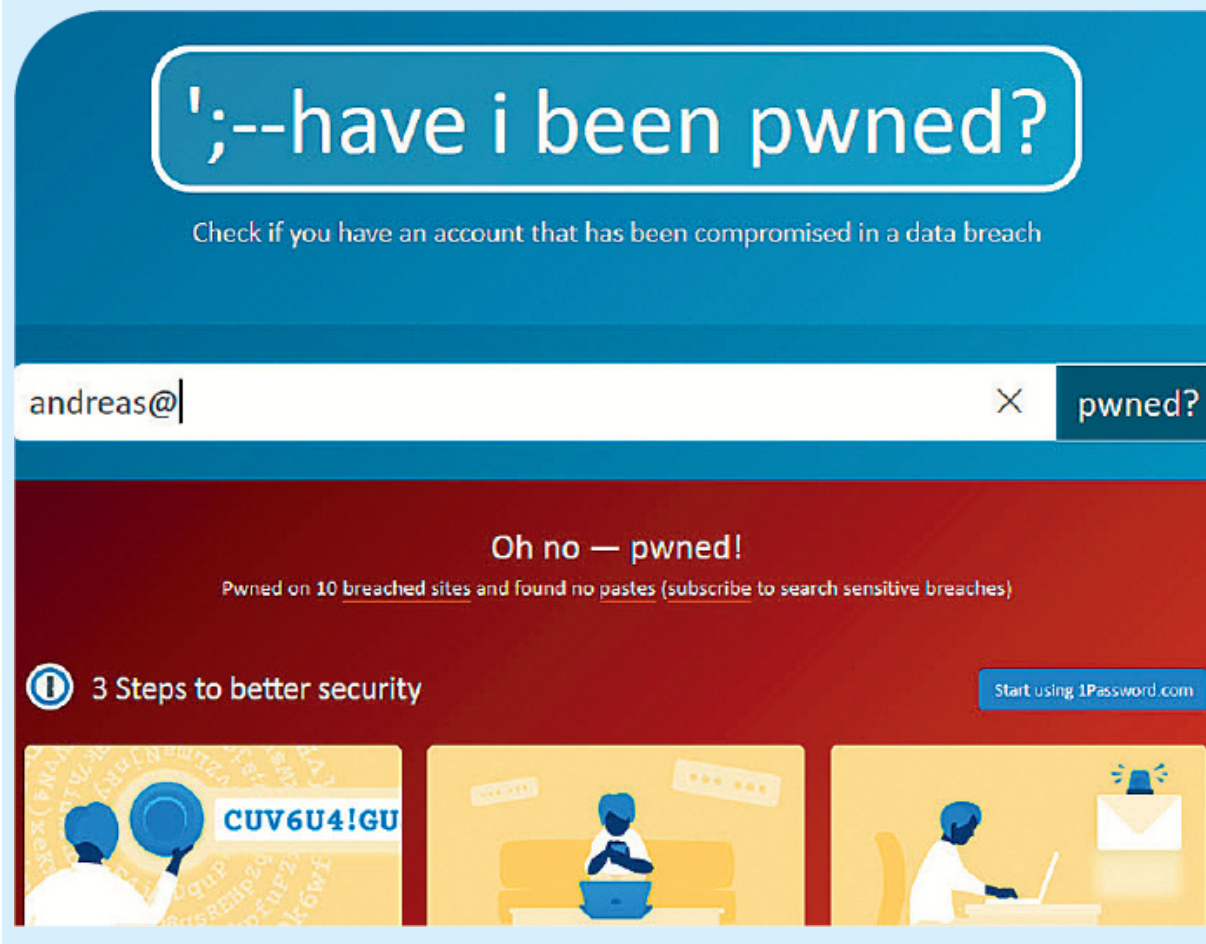 ';--have i been pwned?
Check if you have an account that has been compromised in a data breach
andreas@
pwned?
Oh no — pwned!
Pwned on 10 breached sites and found no pastes (subscribe to search sensitive breaches)
3 Steps to better security
Start using 1Password.com
CUV6U4!GU